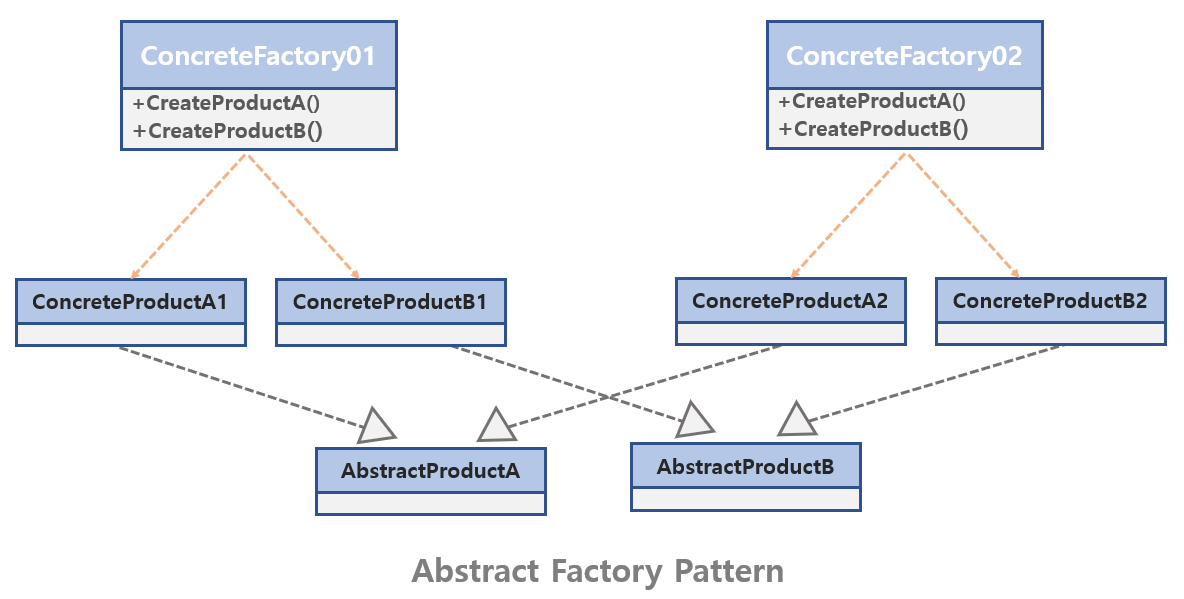 ConcreteFactory01
+CreateProductA()
+CreateProductB()
ConcreteFactory02
+CreateProductA()
+CreateProductB()
ConcreteProductA1
ConcreteProductB1
ConcreteProductA2
ConcreteProductB2
AbstractProductA
AbstractProductB
Abstract Factory Pattern